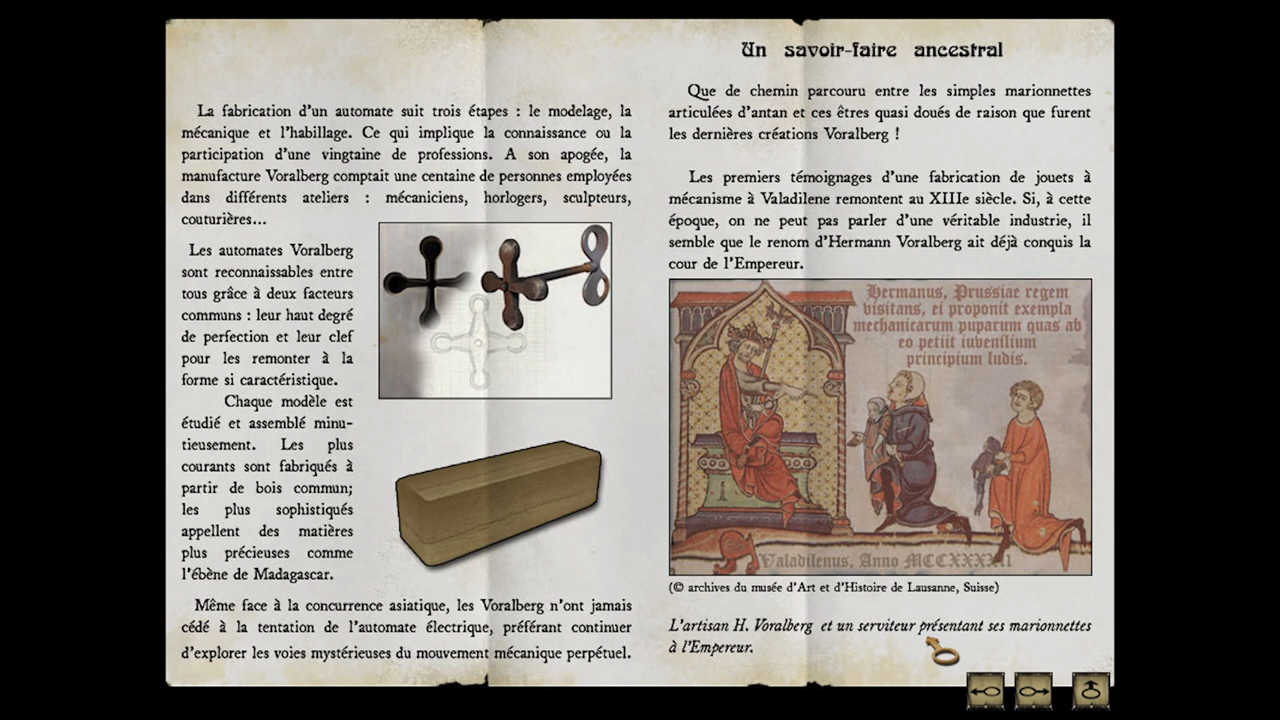 La fabrication d'un automate suit trois étapes : le modelage, la
mécanique et l'habillage. Ce qui implique la connaissance ou la
participation d'une vingtaine de professions. A son apogée, la
manufacture Voralberg comptait une centaine de personnes employées
dans différents ateliers : mécaniciens, horlogers, sculpteurs,
couturières...
Les automates Voralberg
sont reconnaissables entre
tous grâce à deux facteurs
communs : leur haut degré
de perfection et leur clef
pour les remonter à la
forme si caractéristique.
Chaque modèle est
étudié et assemblé minu-
tieusement. Les plus
courants sont fabriqués à
partir de bois commun;
les plus sophistiqués
appellent des matières
plus précieuses comme
l'ébène de Madagascar.
Même face à la concurrence asiatique, les Voralberg n'ont jamais
cédé à la tentation de l'automate électrique, préférant continuer
d'explorer les voies mystérieuses du mouvement mécanique perpétuel.
Un savoir-faire ancestral
Que de chemin parcouru entre les simples marionnettes
articulées d'antan et ces êtres quasi doués de raison que furent
les dernières créations Voralberg !
Les premiers témoignages d'une fabrication de jouets à
mécanisme à Valadilene remontent au XIIIe siècle. Si, à cette
époque, on ne peut pas parler d'une véritable industrie, il
semble que le renom d'Hermann Voralberg ait déjà conquis la
cour de l'Empereur.
Hermanus, Prussiae regem
visitans, ei proponit exempla
mechanicarum puparum quas ab
eo petiit iuvenilium
principium ludis.
Valadilenus, Anno
(© archives du musée d'Art et d'Histoire de Lausanne, Suisse)
L'artisan H. Voralberg et un serviteur présentant ses marionnettes
à l'Empereur.